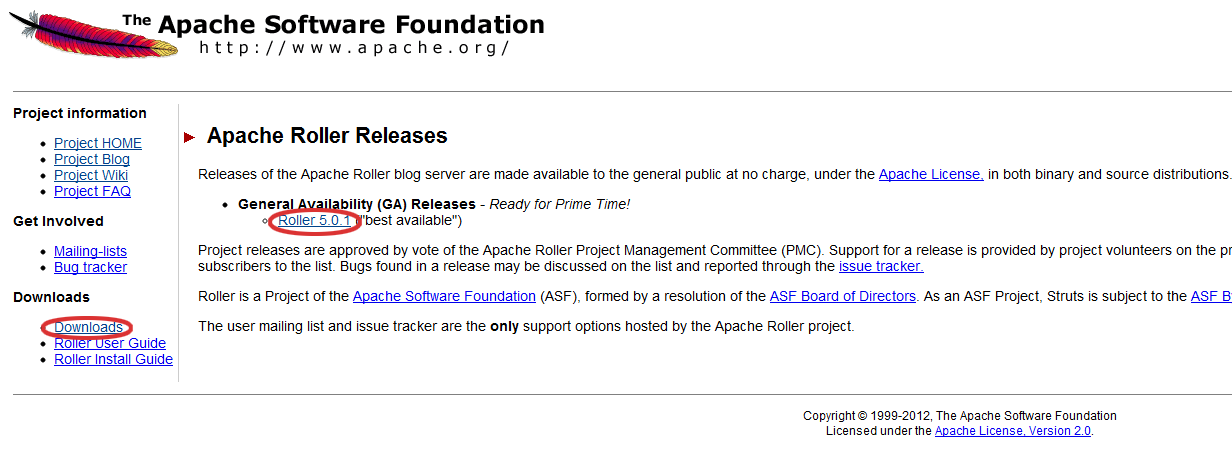 The Apache Software Foundation
http://www.apache.org/
Project information
Project HOME
Project Blog
Project Wiki
Project FAQ
Get Involved
Mailing-lists
Bug tracker
Downloads
Downloads
Roller User Guide
Roller Install Guide
Apache Roller Releases
Releases of the Apache Roller blog server are made available to the general public at no charge, under the Apache License, in both binary and source distributions.
General Availability (GA) Releases - Ready for Prime Time!
Roller 5.0.1 ("best available")
Project releases are approved by vote of the Apache Roller Project Management Committee (PMC). Support for a release is provided by project volunteers on the
subscribers to the list. Bugs found in a release may be discussed on the list and reported through the issue tracker.
Roller is a Project of the Apache Software Foundation (ASF), formed by a resolution of the ASF Board of Directors. As an ASF Project, Struts is subject to the ASF
The user mailing list and issue tracker are the only support options hosted by the Apache Roller project.
Copyright © 1999-2012, The Apache Software Foundation
Licensed under the Apache License, Version 2.0.